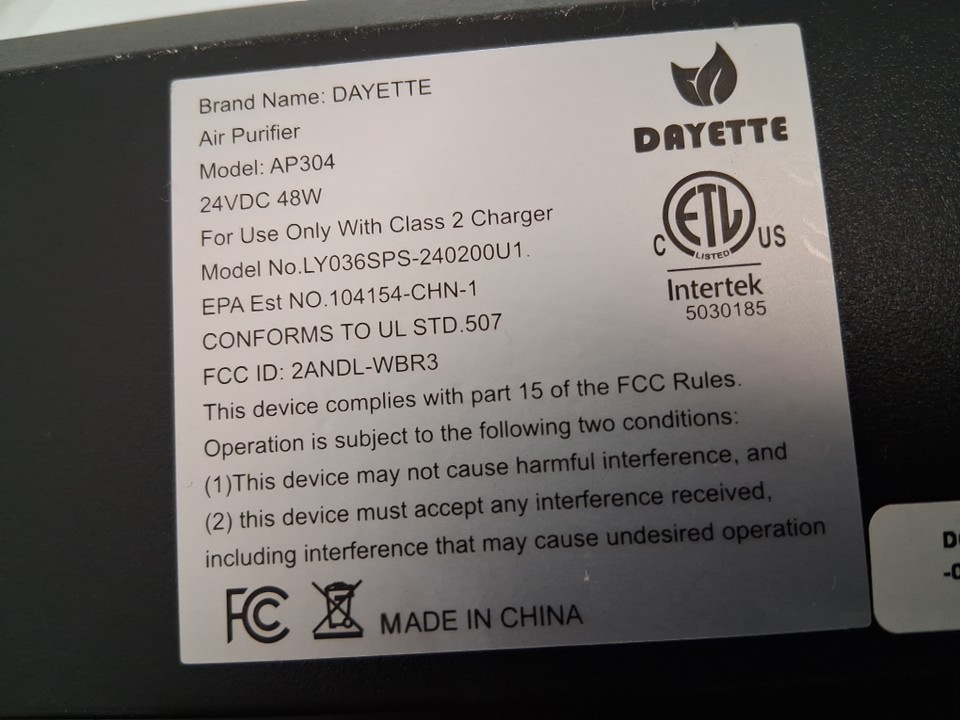 Brand Name: DAYETTE
Air Purifier
Model: AP304
24VDC 48W
For Use Only With Class 2 Charger
Model No.LY036SPS-240200U1.
EPA Est NO.104154-CHN-1
CONFORMS TO UL STD.507
FCC ID: 2ANDL-WBR3
This device complies with part 15 of the FCC Rules.
Operation is subject to the following two conditions:
(1)This device may not cause harmful interference, and
(2) this device must accept any interference received,
including interference that may cause undesired operation
FC MADE IN CHINA
DAYETTE
ETL
C LISTED US
Intertek
5030185